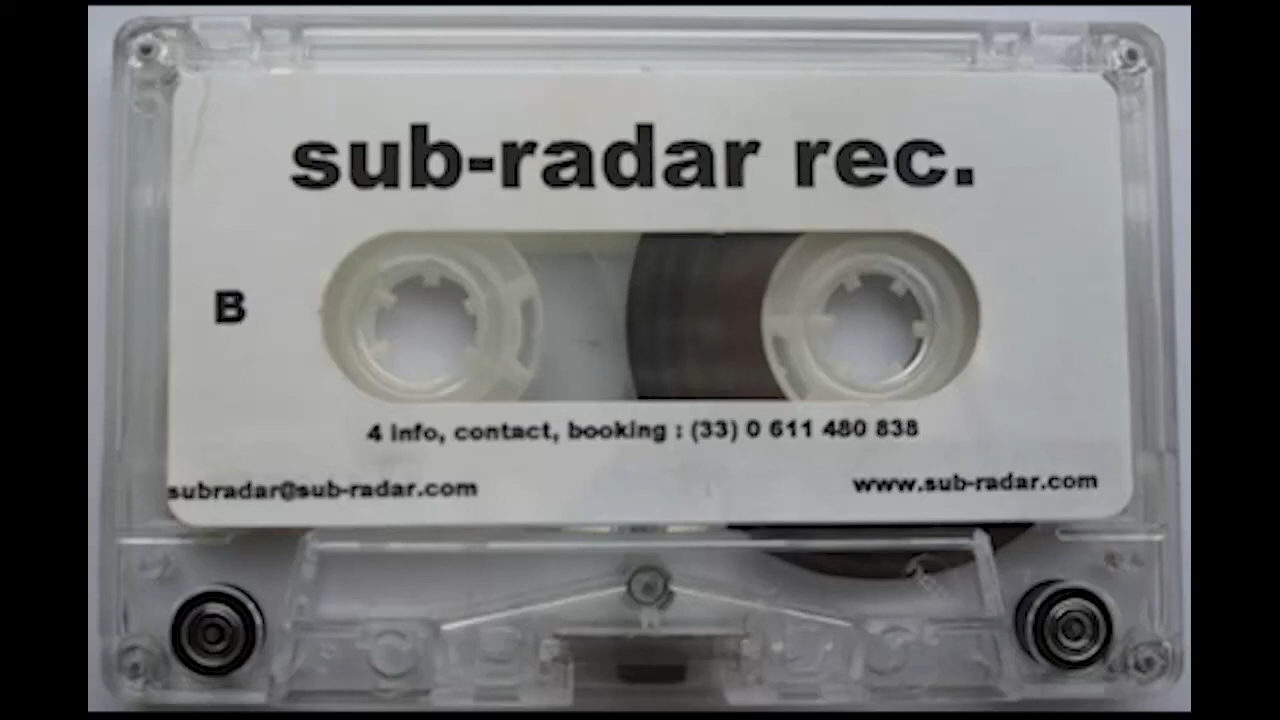 sub-radar rec.
B
4 info, contact, booking : (33) 0 611 480 838
subradar@sub-radar.com
www.sub-radar.com